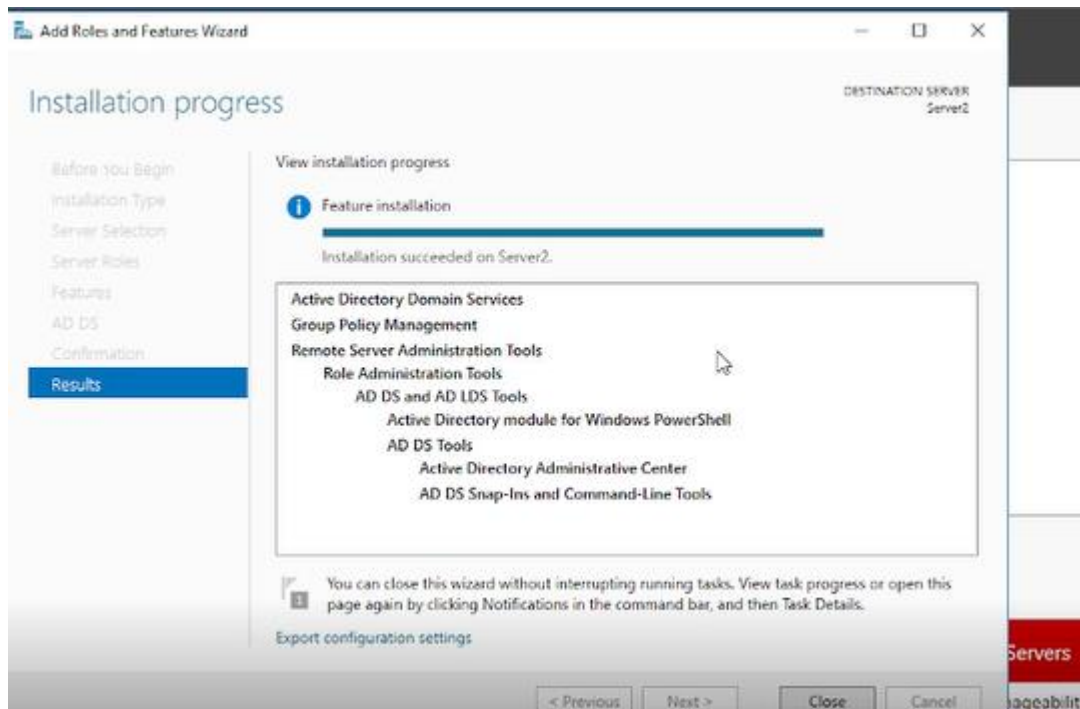 Add Roles and Features Wizard
Installation progress
DESTINATION SERVER
Server2
Before You Begin
Installation Type
Server Selection
Server Roles
Features
AD DS
Confirmation
Results
View installation progress
Feature installation
Installation succeeded on Server2.
Active Directory Domain Services
Group Policy Management
Remote Server Administration Tools
Role Administration Tools
AD DS and AD LDS Tools
Active Directory module for Windows PowerShell
AD DS Tools
Active Directory Administrative Center
AD DS Snap-Ins and Command-Line Tools
1
You can close this wizard without interrupting running tasks. View task progress or open this
page again by clicking Notifications in the command bar, and then Task Details.
Export configuration settings
< Previous
Next >
Close
Cancel
Servers